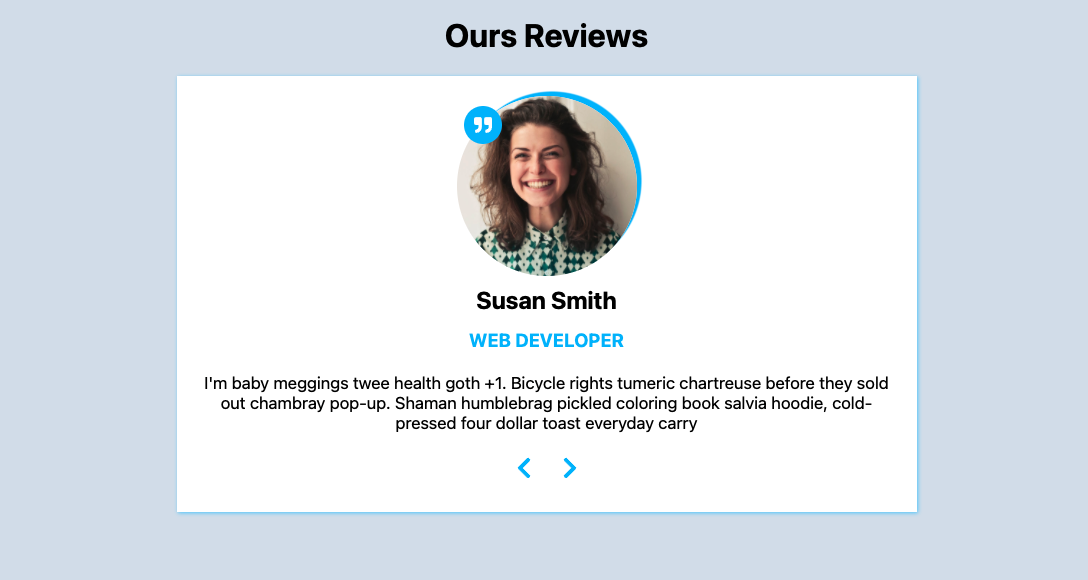 Ours Reviews
Susan Smith
WEB DEVELOPER
I'm baby meggings twee health goth +1. Bicycle rights tumeric chartreuse before they sold
out chambray pop-up. Shaman humblebrag pickled coloring book salvia hoodie, cold-
pressed four dollar toast everyday carry